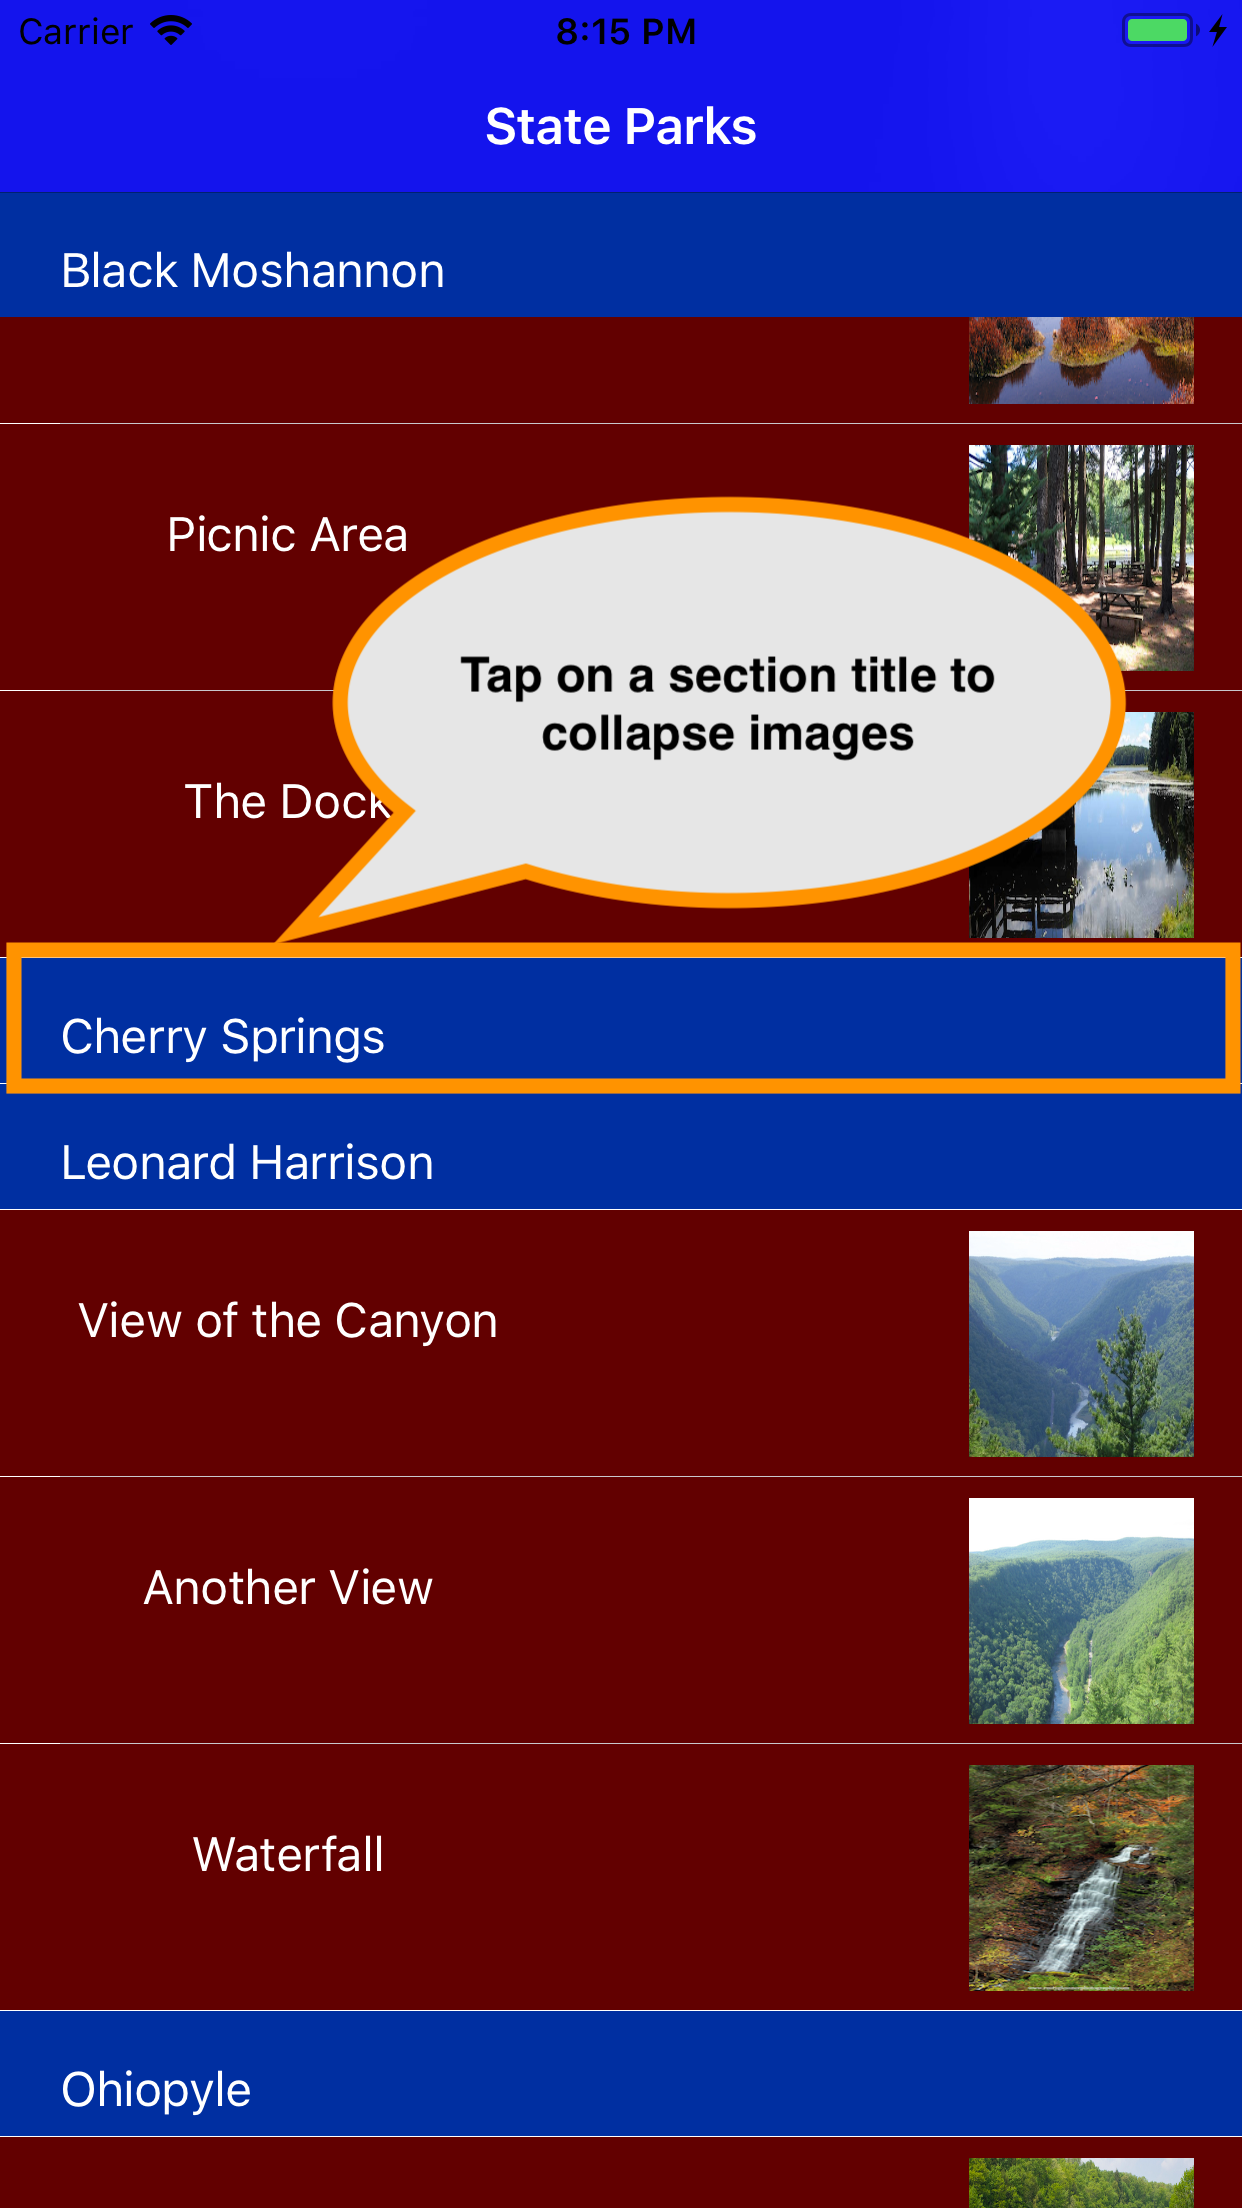 Carrier 8:15 PM
State Parks
Black Moshannon
Picnic Area
Tap on a section title to
collapse images
The Dock
Cherry Springs
Leonard Harrison
View of the Canyon
Another View
Waterfall
Ohiopyle